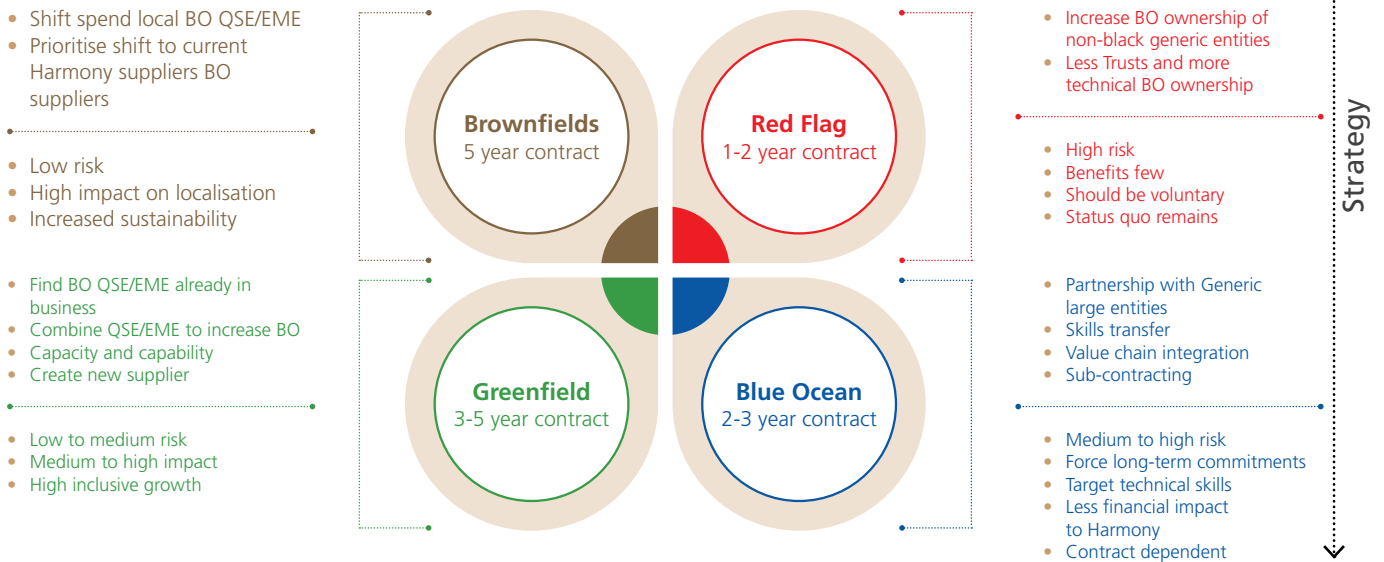 • Shift spend local BO QSE/EME
• Prioritise shift to current
Harmony suppliers BO
suppliers
• Low risk
• High impact on localisation
• Increased sustainability
Brownfields
5 year contract
Red Flag
1-2 year contract
• Increase BO ownership of
non-black generic entities
• Less Trusts and more
technical BO ownership
• High risk
• Benefits few
• Should be voluntary
• Status quo remains
• Find BO QSE/EME already in
business
• Combine QSE/EME to increase BO
• Capacity and capability
• Create new supplier
• Low to medium risk
• Medium to high impact
• High inclusive growth
Greenfield
3-5 year contract
Blue Ocean
2-3 year contract
• Partnership with Generic
large entities
• Skills transfer
• Value chain integration
• Sub-contracting
• Medium to high risk
• Force long-term commitments
• Target technical skills
• Less financial impact
to Harmony
• Contract dependent
Strategy